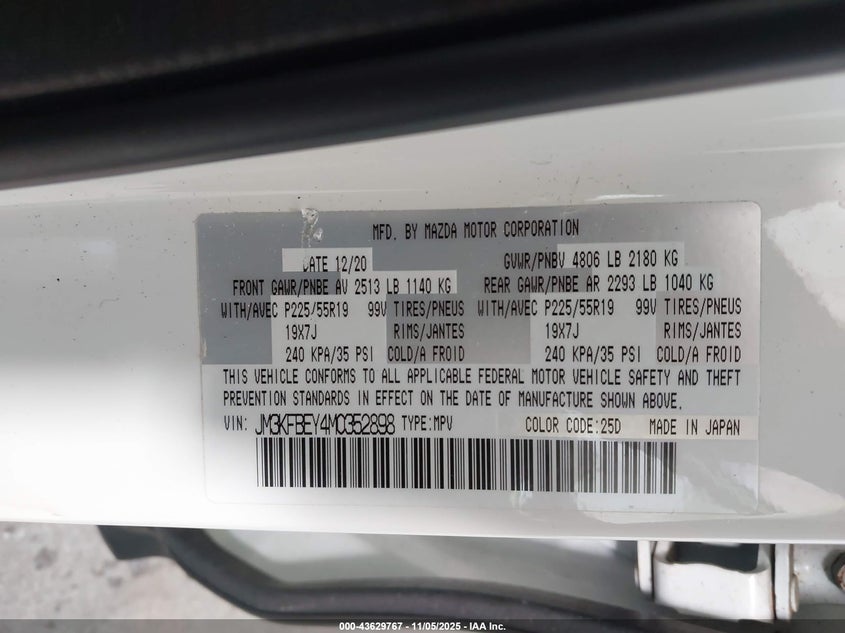 MFD. BY MAZDA MOTOR CORPORATION
DATE 12/20 GVWR/PNBV 4806 LB 2180 KG
FRONT GAWR/PNBE AV 2513 LB 1140 KG REAR GAWR/PNBE AR 2293 LB 1040 KG
WITH/AVEC P225/55R19 99V TIRES/PNEUS WITH/AVEC P225/55R19 99V TIRES/PNEUS
19X7J RIMS/JANTES 19X7J RIMS/JANTES
240 KPA/35 PSI COLD/A FROID 240 KPA/35 PSI COLD/A FROID
THIS VEHICLE CONFORMS TO ALL APPLICABLE FEDERAL MOTOR VEHICLE SAFETY AND THEFT
PREVENTION STANDARDS IN EFFECT ON THE DATE OF MANUFACTURE SHOWN ABOVE.
VIN: JM3KFBEY4M0352898 TYPE:MPV COLOR CODE:25D MADE IN JAPAN
000-43629767 - 11/05/2025 - IAA Inc.